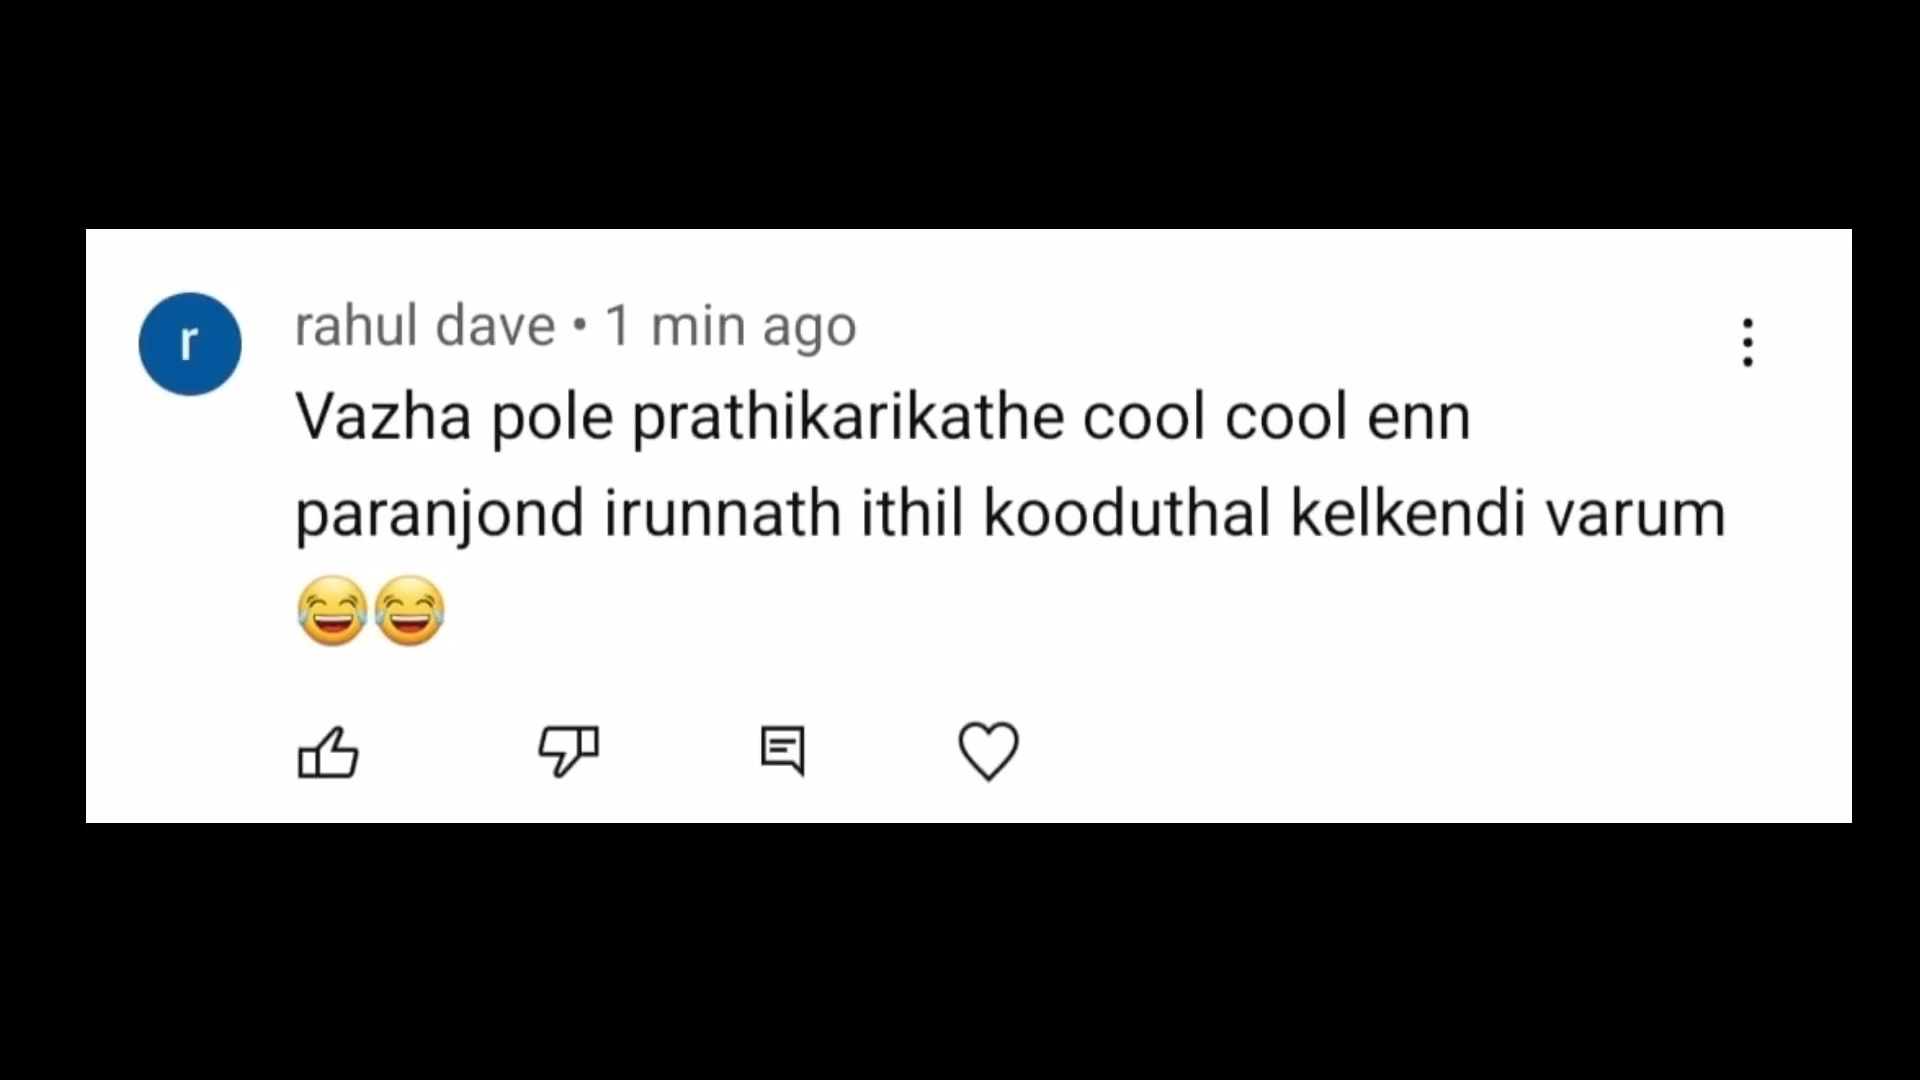 r
rahul dave • 1 min ago
Vazha pole prathikarikathe cool cool enn
paranjond irunnath ithil kooduthal kelkendi varum
😂😂